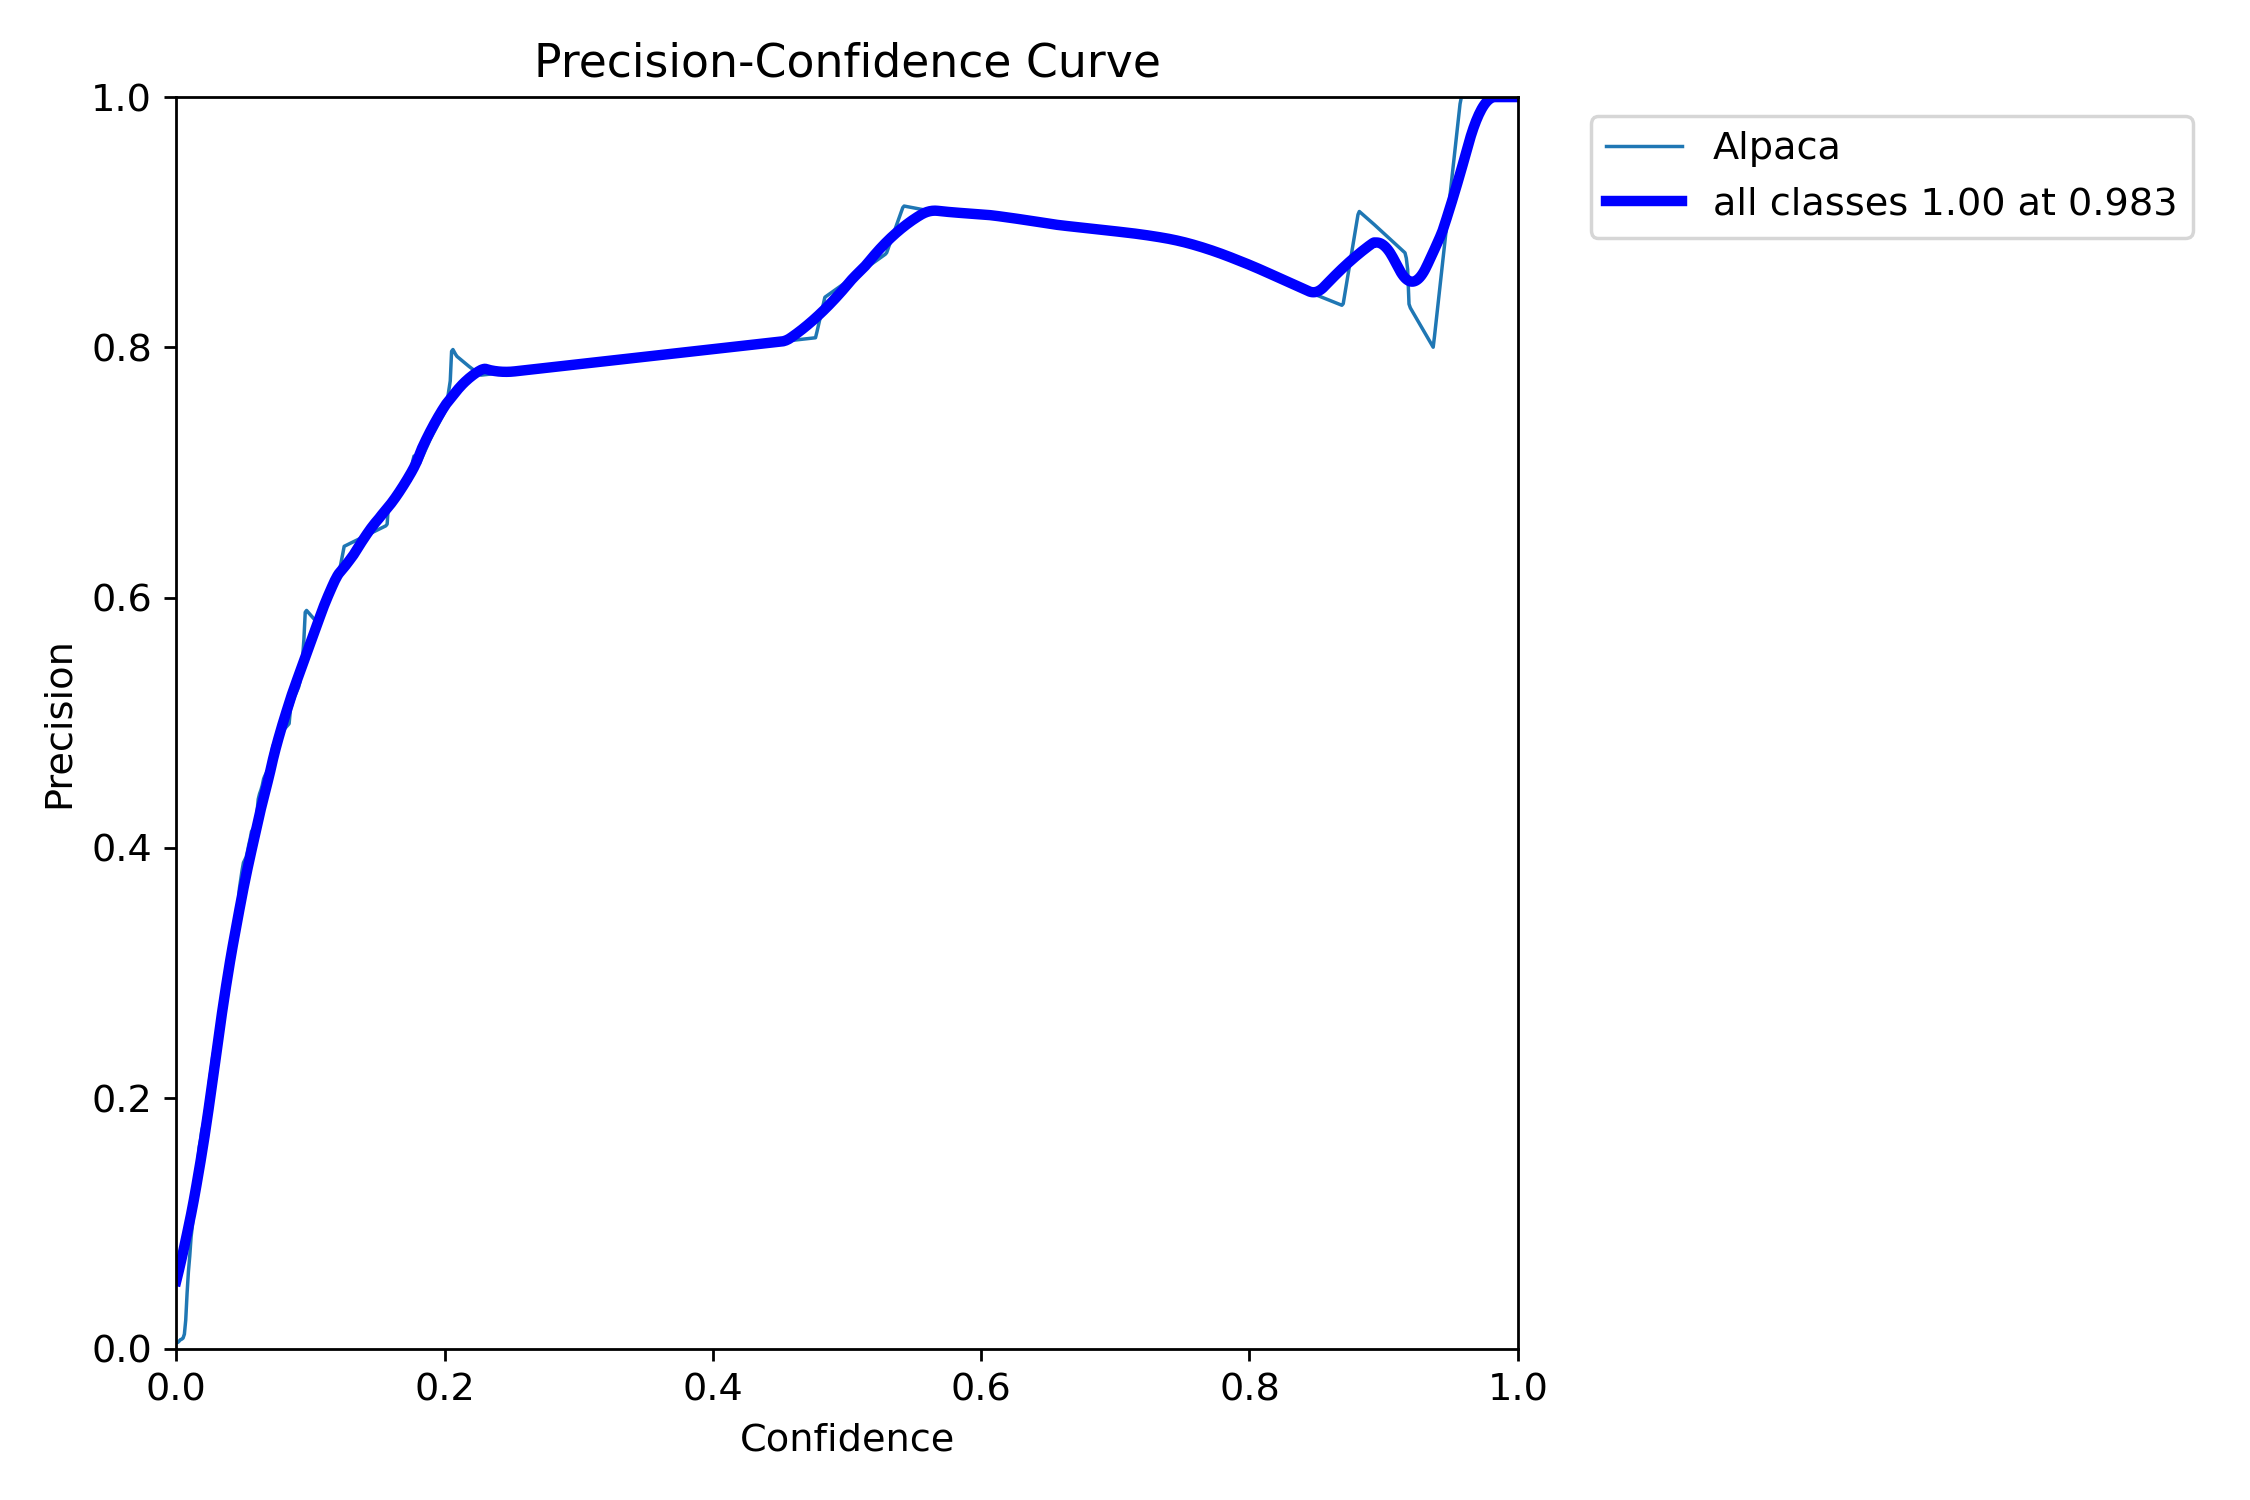 Precision-Confidence Curve
1.0
0.8
0.6
0.4
0.2
0.0
Precision
0.0 0.2 0.4 0.6 0.8 1.0
Confidence
Alpaca
all classes 1.00 at 0.983